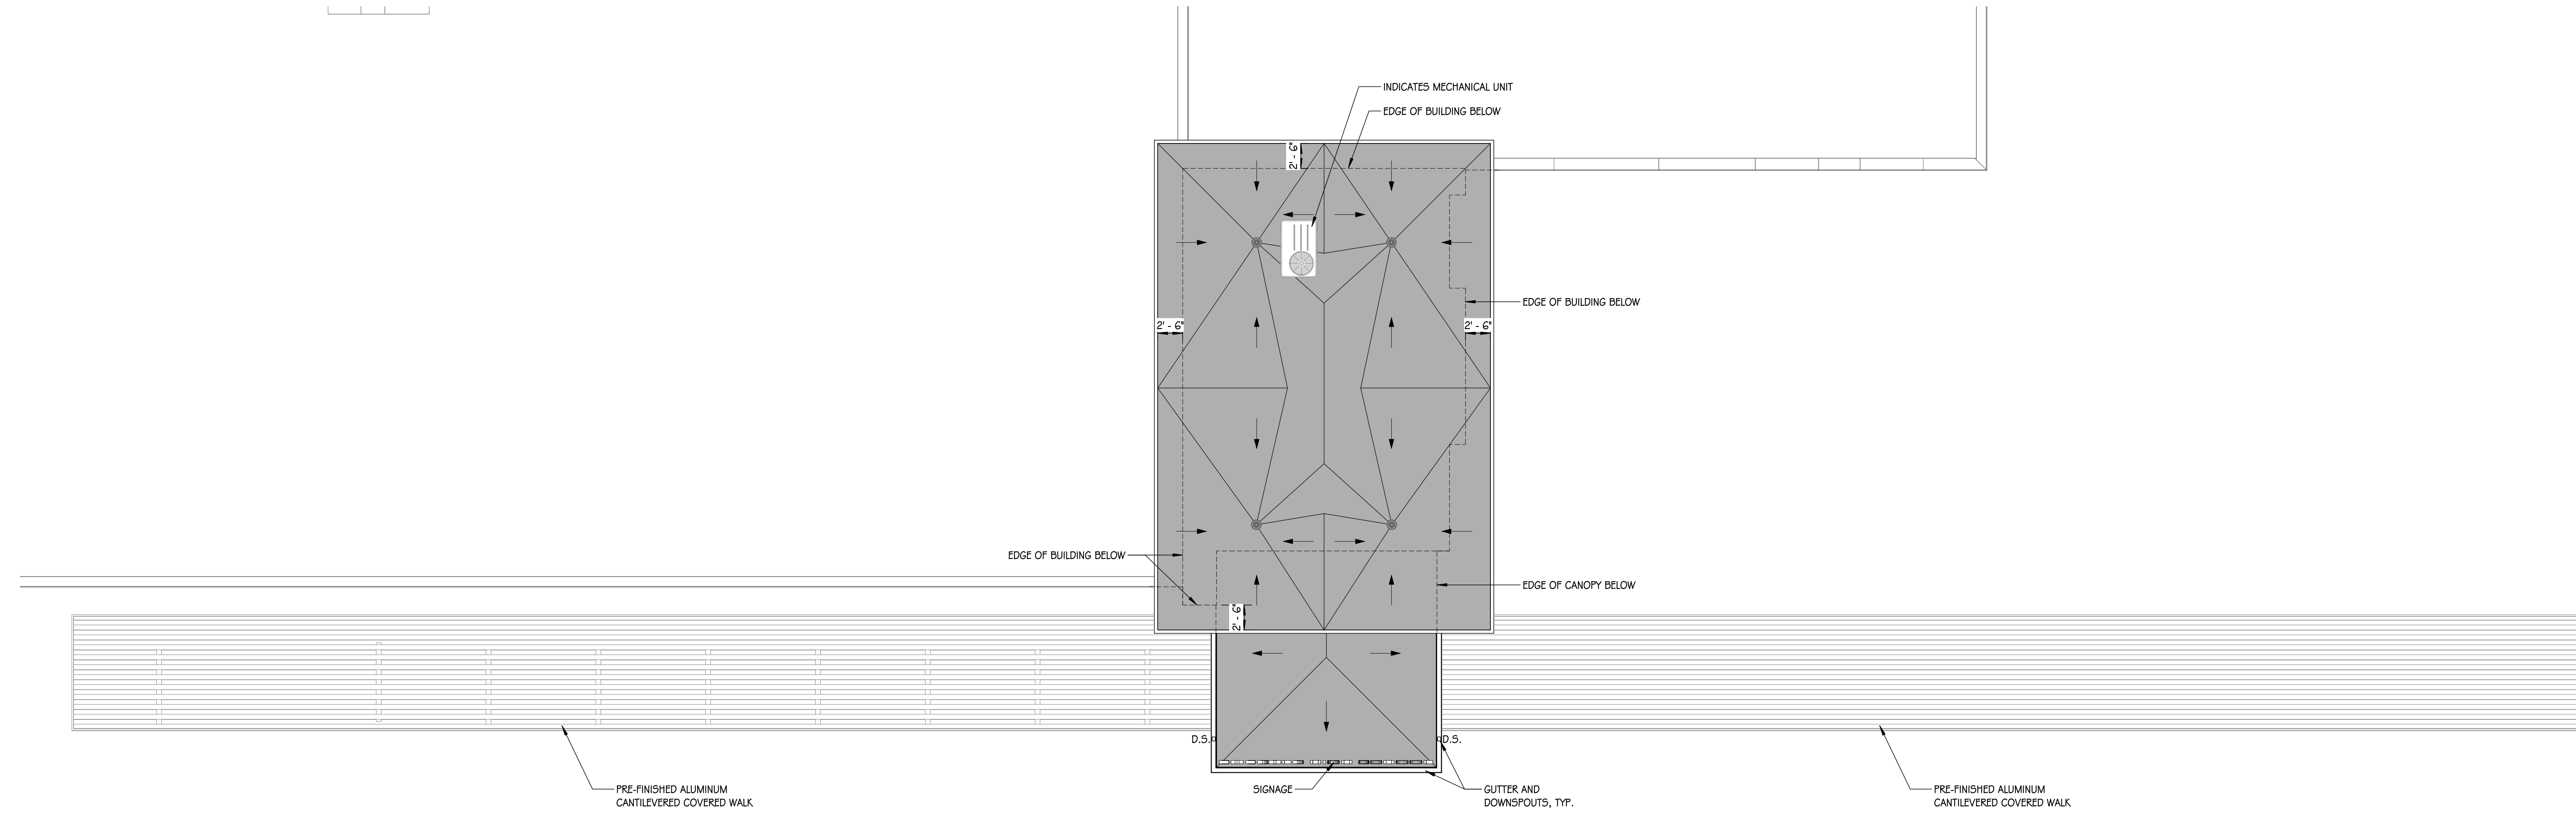 INDICATES MECHANICAL UNIT
EDGE OF BUILDING BELOW
2' - 6"
EDGE OF BUILDING BELOW
2' - 6"
2' - 6"
EDGE OF BUILDING BELOW
EDGE OF CANOPY BELOW
2' - 6"
D.S.
D.S.
PRE-FINISHED ALUMINUM
CANTILEVERED COVERED WALK
SIGNAGE
GUTTER AND
DOWNSPOUTS, TYP.
PRE-FINISHED ALUMINUM
CANTILEVERED COVERED WALK